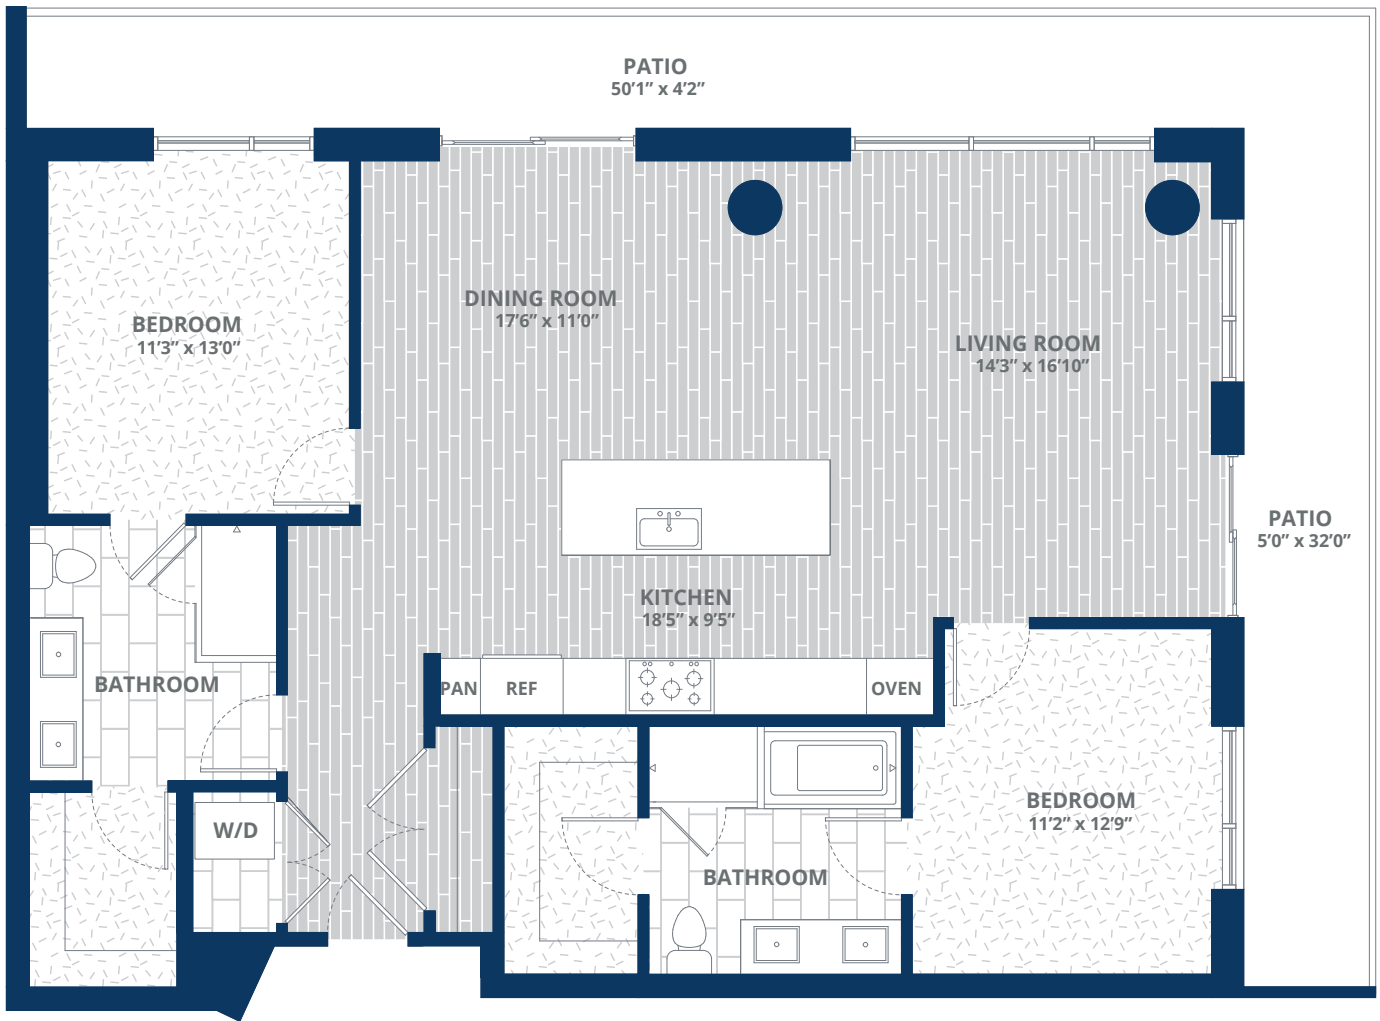 PATIO
50’1” x 4’2”
BEDROOM
11’3” x 13’0”
DINING ROOM
17’6” x 11’0”
LIVING ROOM
14’3” x 16’10”
PATIO
5’0” x 32’0”
KITCHEN
18’5” x 9’5”
BATHROOM
PAN
REF
OVEN
W/D
BEDROOM
11’2” x 12’9”
BATHROOM